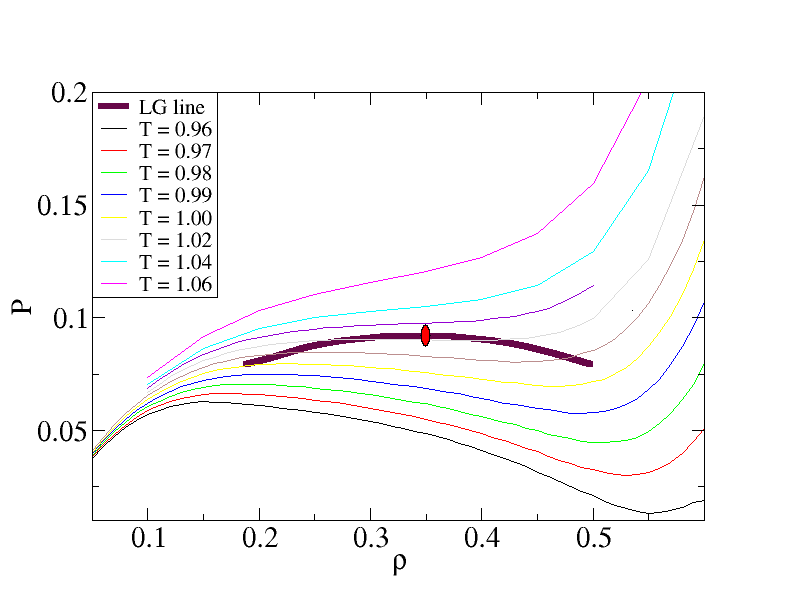 0.2
LG line
T = 0.96
T = 0.97
T = 0.98
T = 0.99
T = 1.00
T = 1.02
T = 1.04
T = 1.06
0.15
P
0.1
0.05
0.1 0.2 0.3 0.4 0.5
ρ